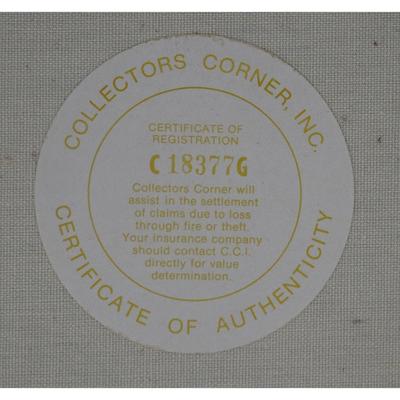 COLLECTORS CORNER, INC.
CERTIFICATE OF
REGISTRATION
C 18377G
Collectors Corner will
assist in the settlement
of claims due to loss
through fire or theft.
Your insurance company
should contact C.C.I.
directly for value
determination.
CERTIFICATE OF AUTHENTICITY